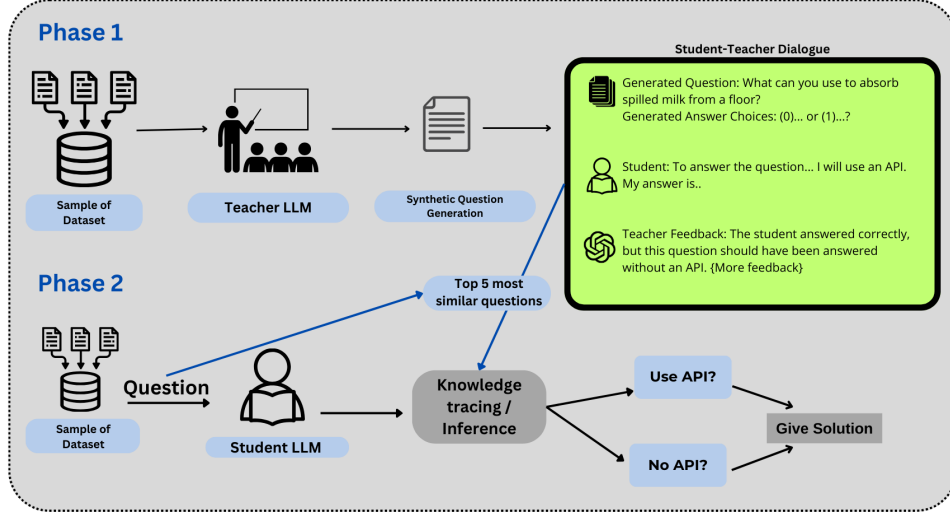 Phase 1
Student-Teacher Dialogue
Generated Question: What can you use to absorb
spilled milk from a floor?
Generated Answer Choices: (0)... or (1)...?
Student: To answer the question... I will use an API.
My answer is..
Teacher Feedback: The student answered correctly,
but this question should have been answered
without an API. {More feedback}
Sample of
Dataset
Teacher LLM
Synthetic Question
Generation
Phase 2
Top 5 most
similar questions
Question
Sample of
Dataset
Student LLM
Knowledge
tracing /
Inference
Use API?
No API?
Give Solution